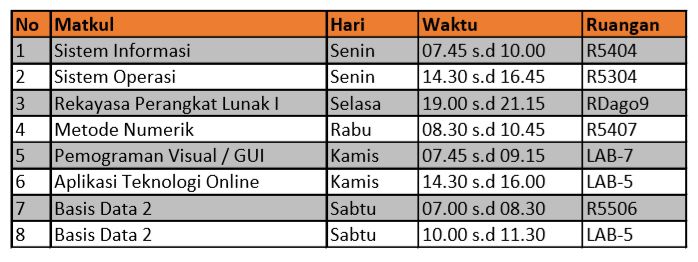 No Matkul Hari Waktu Ruangan
1 Sistem Informasi Senin 07.45 s.d 10.00 R5404
2 Sistem Operasi Senin 14.30 s.d 16.45 R5304
3 Rekayasa Perangkat Lunak I Selasa 19.00 s.d 21.15 RDago9
4 Metode Numerik Rabu 08.30 s.d 10.45 R5407
5 Pemograman Visual / GUI Kamis 07.45 s.d 09.15 LAB-7
6 Aplikasi Teknologi Online Kamis 14.30 s.d 16.00 LAB-5
7 Basis Data 2 Sabtu 07.00 s.d 08.30 R5506
8 Basis Data 2 Sabtu 10.00 s.d 11.30 LAB-5